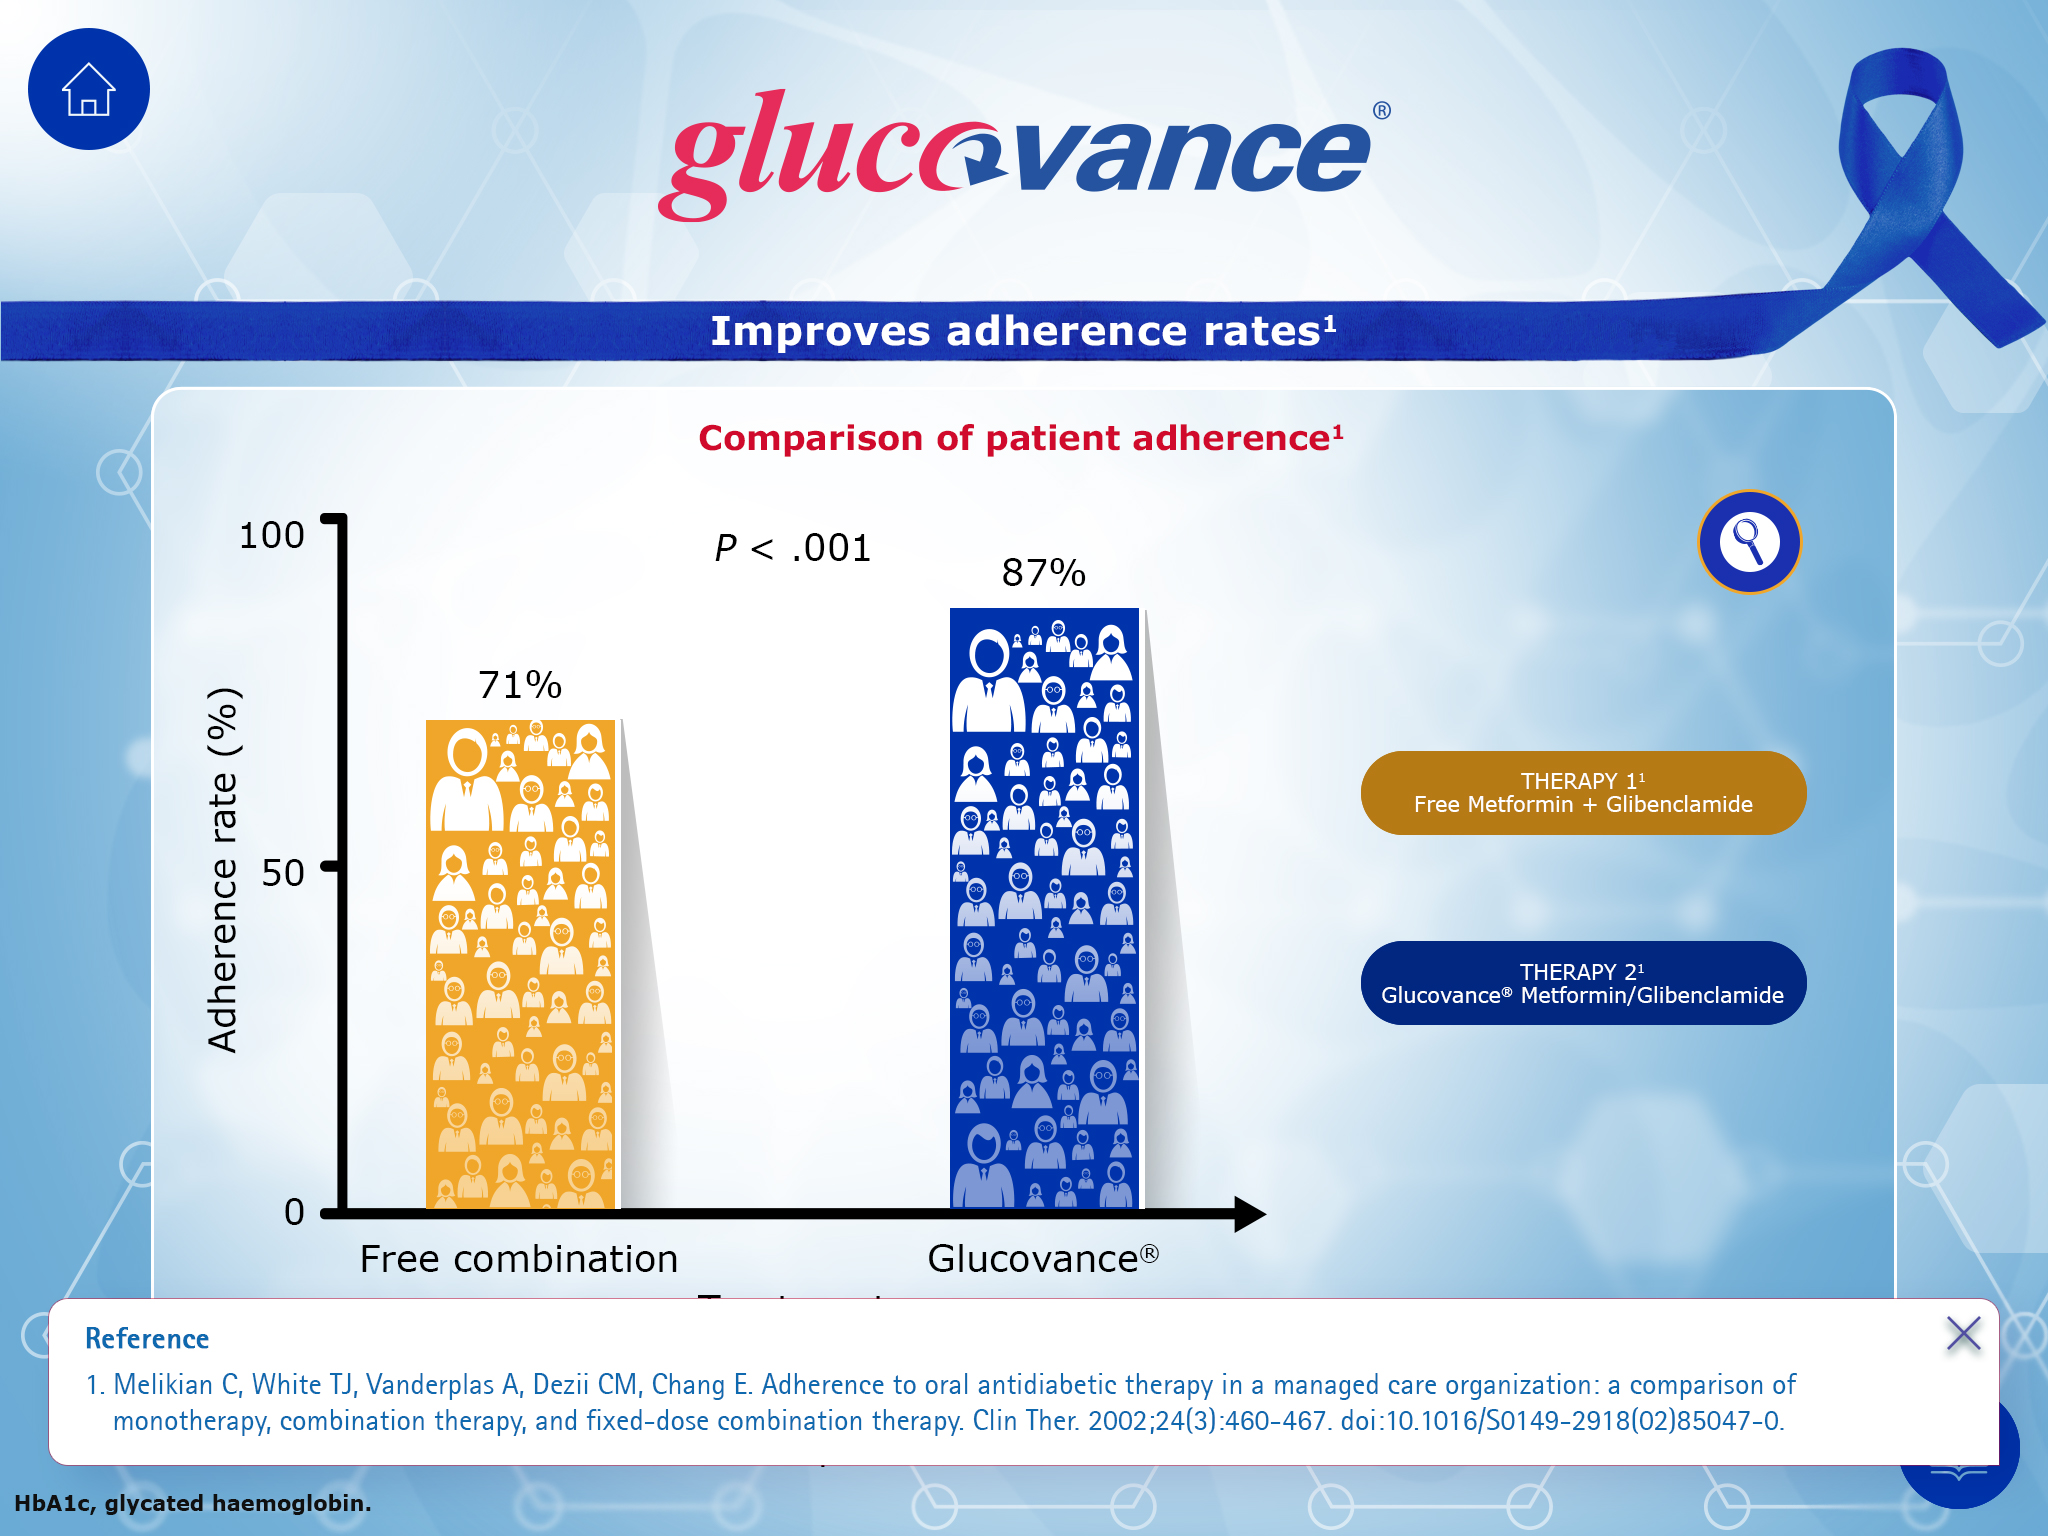 glucovance®
Improves adherence rates¹
Comparison of patient adherence¹
100
P < .001
87%
71%
Adherence rate (%)
50
0
THERAPY 1¹
Free Metformin + Glibenclamide
THERAPY 2¹
Glucovance® Metformin/Glibenclamide
Free combination
Glucovance®
Reference
1. Melikian C, White TJ, Vanderplas A, Dezii CM, Chang E. Adherence to oral antidiabetic therapy in a managed care organization: a comparison of
monotherapy, combination therapy, and fixed-dose combination therapy. Clin Ther. 2002;24(3):460-467. doi:10.1016/S0149-2918(02)85047-0.
HbA1c, glycated haemoglobin.